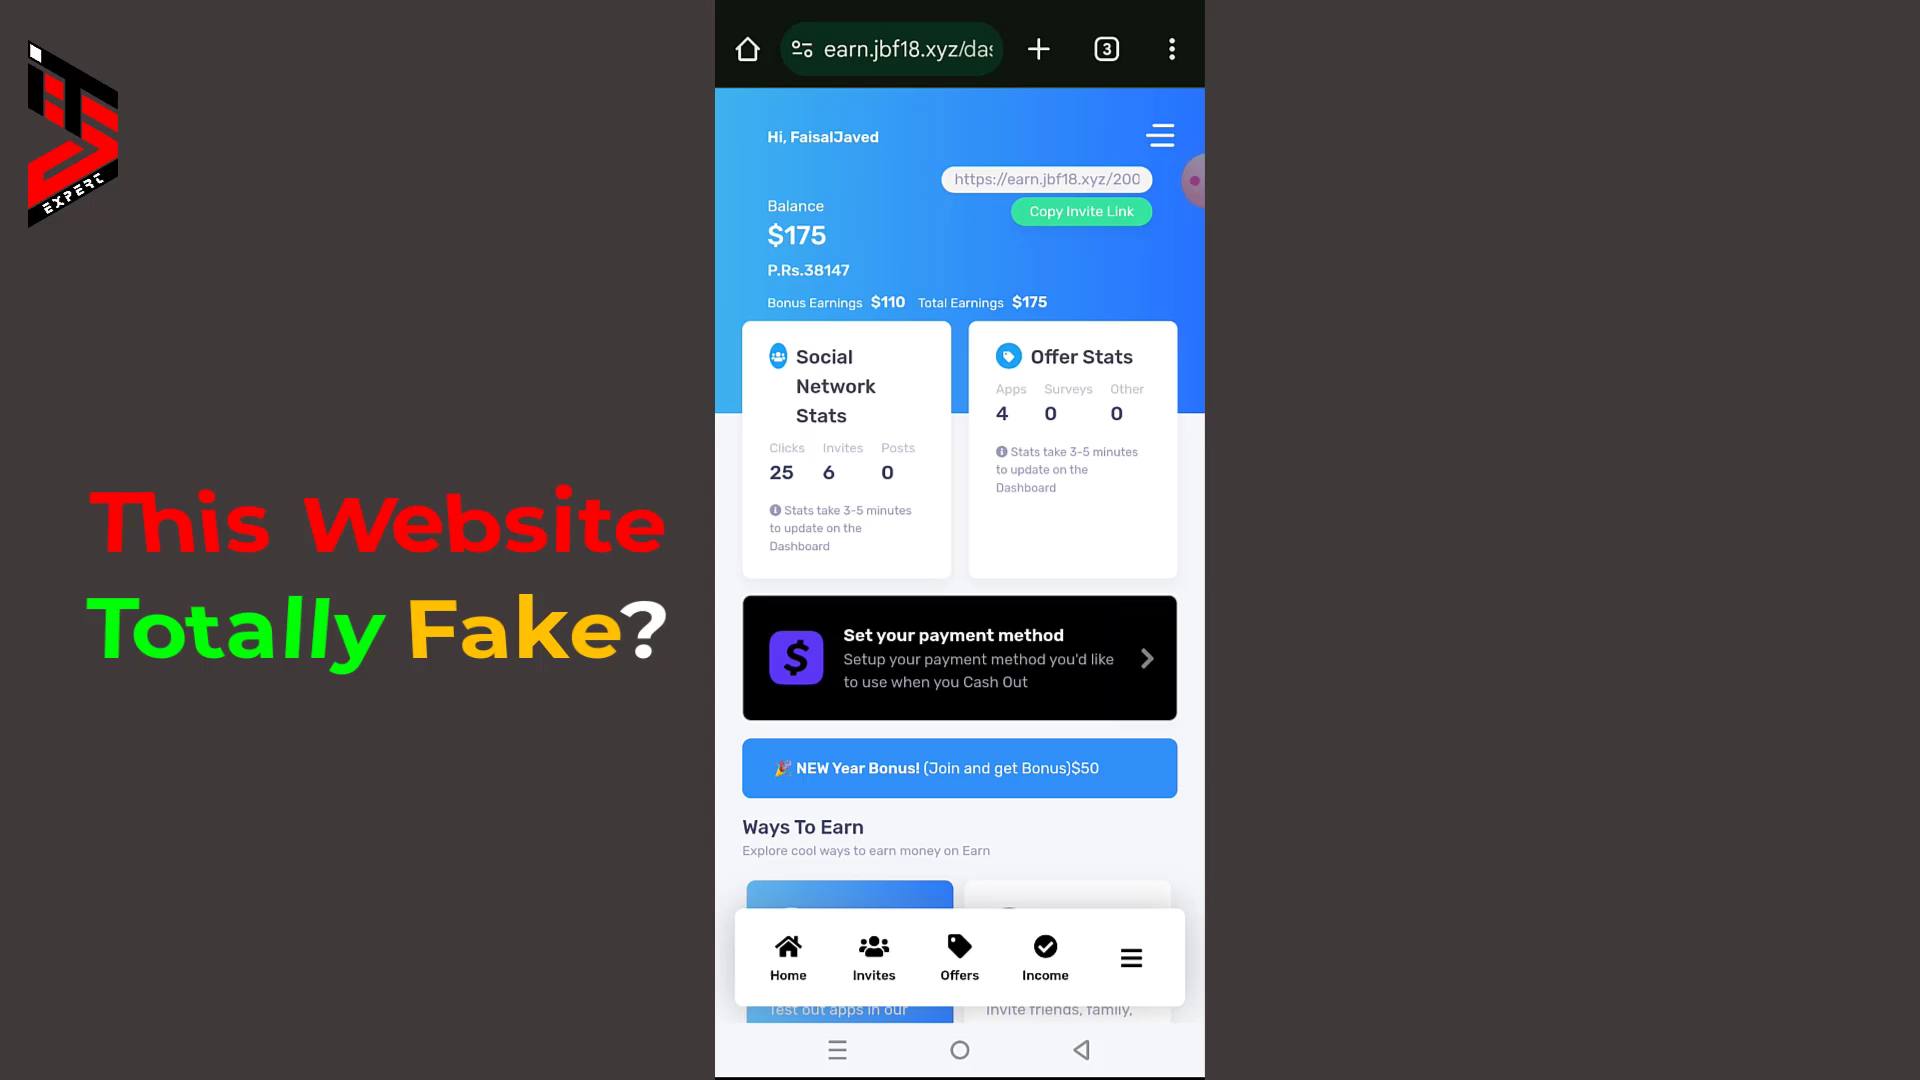 iT'S
EXPERT
This Website
Totally Fake?
earn.jbf18.xyz/das
3
Hi, FaisalJaved
https://earn.jbf18.xyz/200
Copy Invite Link
Balance
$175
P.Rs.38147
Bonus Earnings $110 Total Earnings $175
Social
Network
Stats
Clicks Invites Posts
25 6 0
Stats take 3-5 minutes
to update on the
Dashboard
Offer Stats
Apps Surveys Other
4 0 0
Stats take 3-5 minutes
to update on the
Dashboard
$
Set your payment method
Setup your payment method you'd like
to use when you Cash Out
🎉 NEW Year Bonus! (Join and get Bonus)$50
Ways To Earn
Explore cool ways to earn money on Earn
Home Invites Offers Income
Test out apps in our
Invite friends, family,